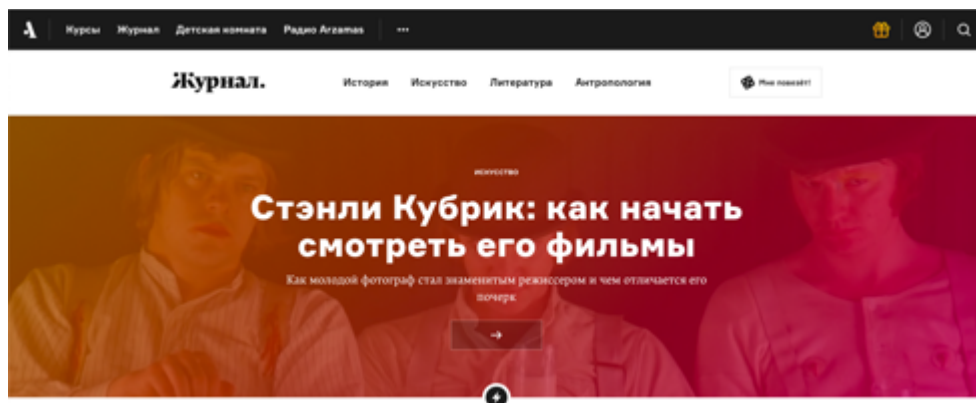 Курсы Журнал Детская комната Радио Arzamas ...
Журнал. История Искусство Литература Антропология Мне повезёт!
ИСКУССТВО
Стэнли Кубрик: как начать
смотреть его фильмы
Как молодой фотограф стал знаменитым режиссером и чем отличается его
почерк